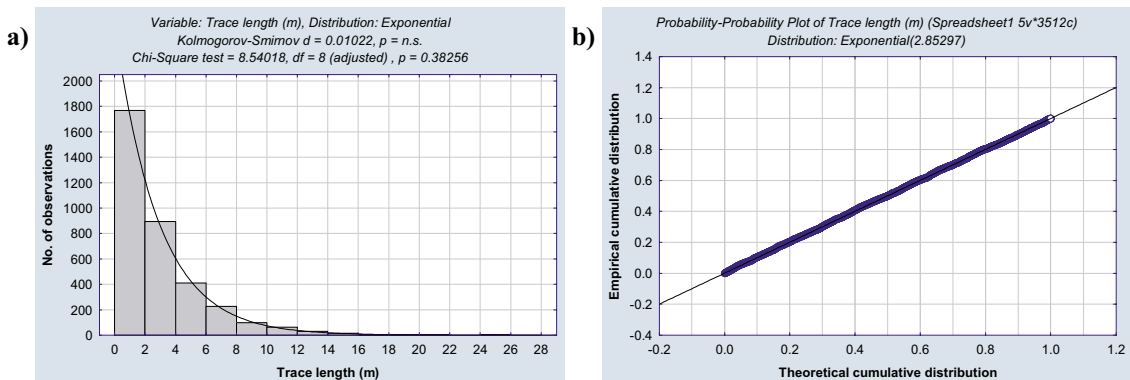 a)
Variable: Trace length (m), Distribution: Exponential
Kolmogorov-Smirnov d = 0.01022, p = n.s.
Chi-Square test = 8.54018, df = 8 (adjusted) , p = 0.38256
2000
1800
1600
1400
1200
1000
800
600
400
200
0
No. of observations
0 2 4 6 8 10 12 14 16 18 20 22 24 26 28
Trace length (m)
b)
Probability-Probability Plot of Trace length (m) (Spreadsheet1 5v*3512c)
Distribution: Exponential(2.85297)
1.4
1.2
1.0
0.8
0.6
0.4
0.2
0.0
-0.2
-0.4
Empirical cumulative distribution
-0.2 0.0 0.2 0.4 0.6 0.8 1.0 1.2
Theoretical cumulative distribution